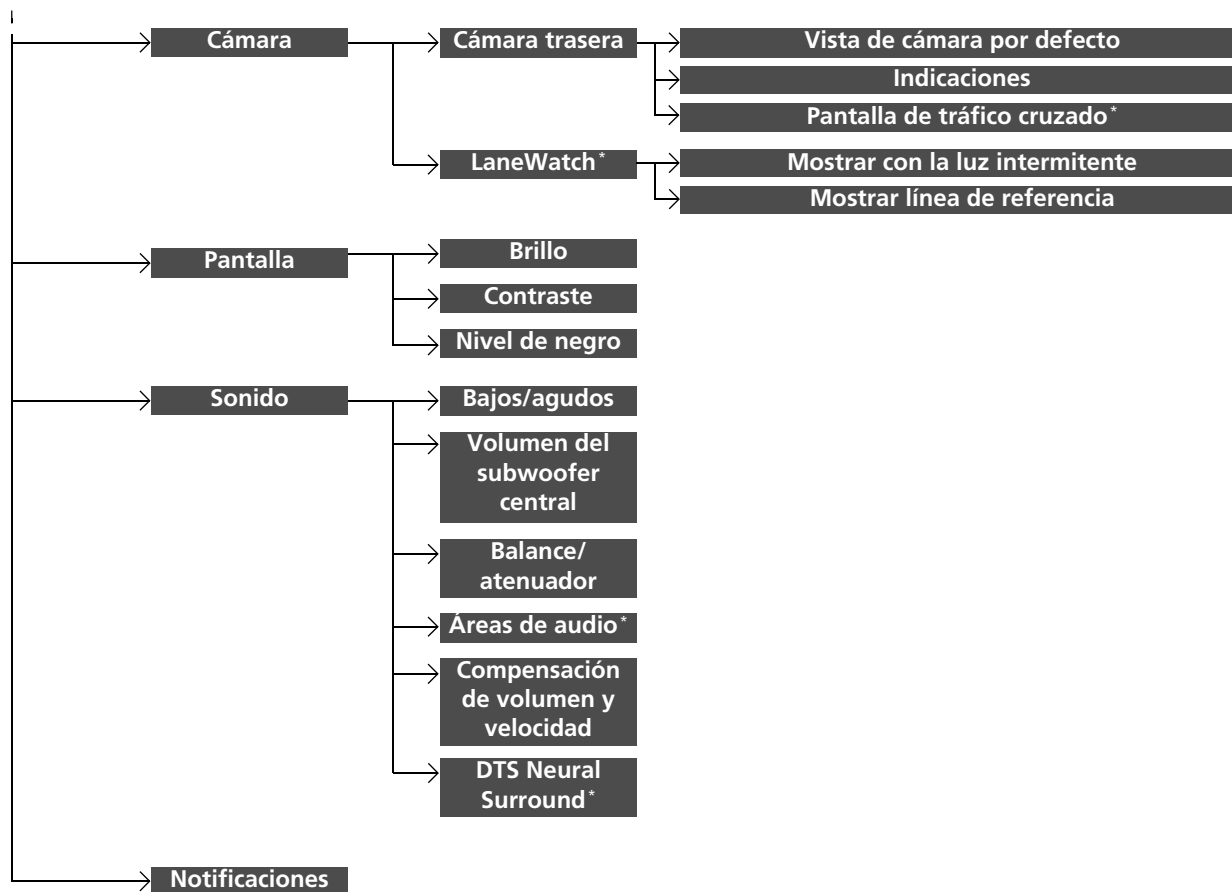 Cámara
Cámara trasera
Vista de cámara por defecto
Indicaciones
Pantalla de tráfico cruzado*
LaneWatch*
Mostrar con la luz intermitente
Mostrar línea de referencia
Pantalla
Brillo
Contraste
Nivel de negro
Sonido
Bajos/agudos
Volumen del
subwoofer
central
Balance/
atenuador
Áreas de audio*
Compensación
de volumen y
velocidad
DTS Neural
Surround*
Notificaciones